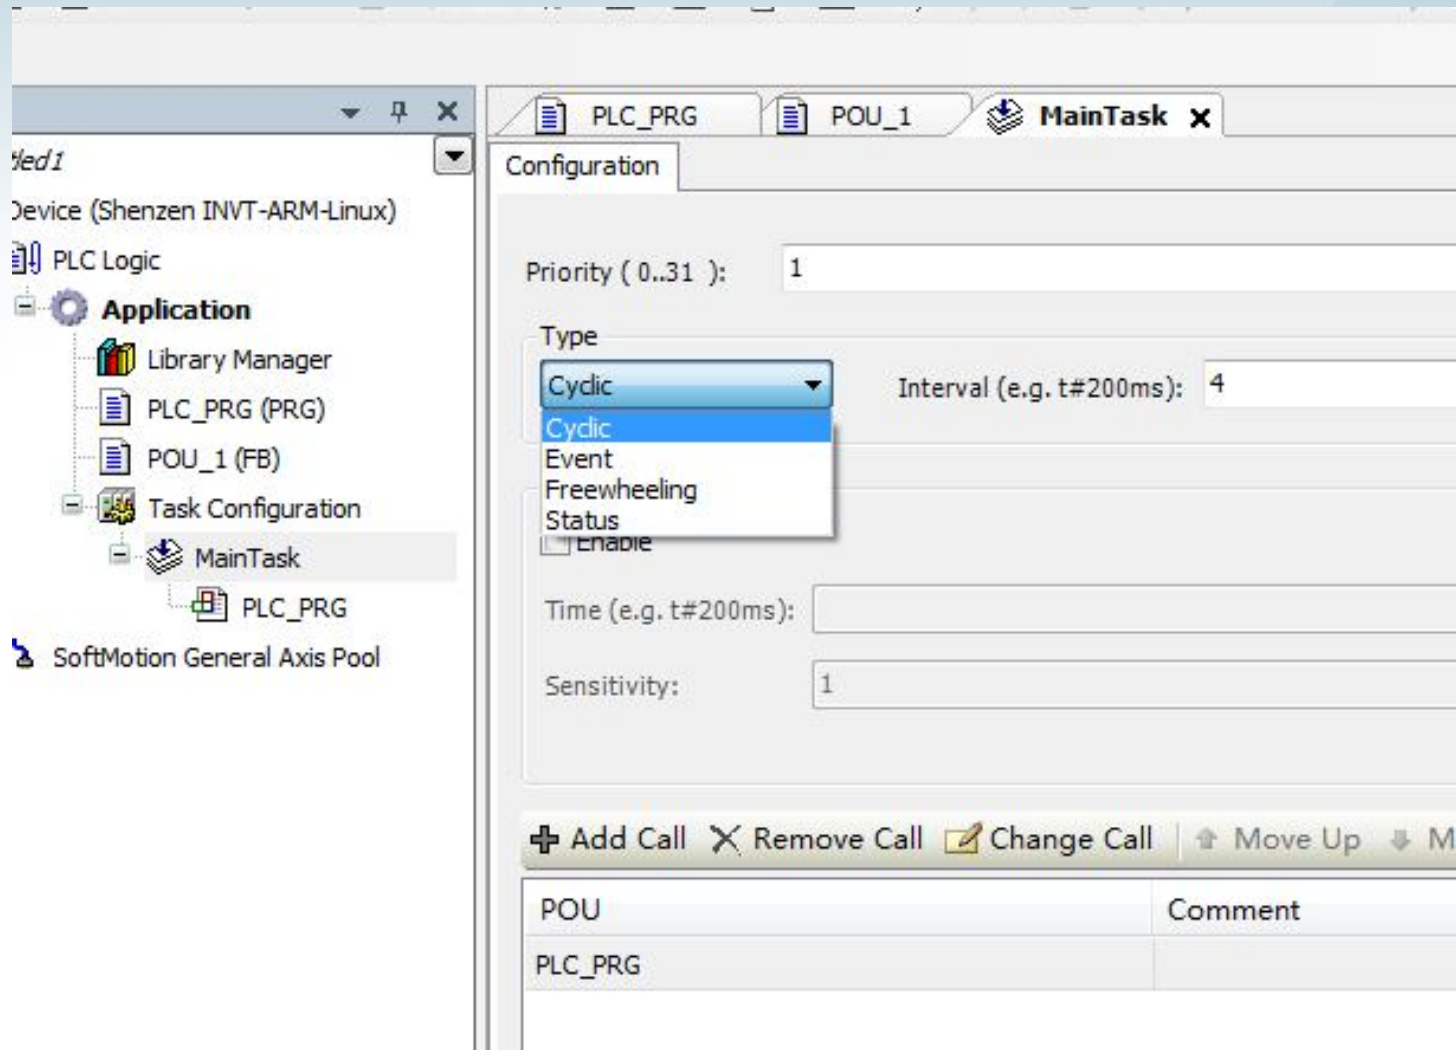 PLC_PRG
POU_1
MainTask
Configuration
Device (Shenzen INVT-ARM-Linux)
PLC Logic
Application
Library Manager
PLC_PRG (PRG)
POU_1 (FB)
Task Configuration
MainTask
PLC_PRG
SoftMotion General Axis Pool
Priority ( 0..31 ): 1
Type
Cyclic
Interval (e.g. t#200ms): 4
Cyclic
Event
Freewheeling
Status
Enable
Time (e.g. t#200ms):
Sensitivity: 1
Add Call Remove Call Change Call Move Up
POU Comment
PLC_PRG